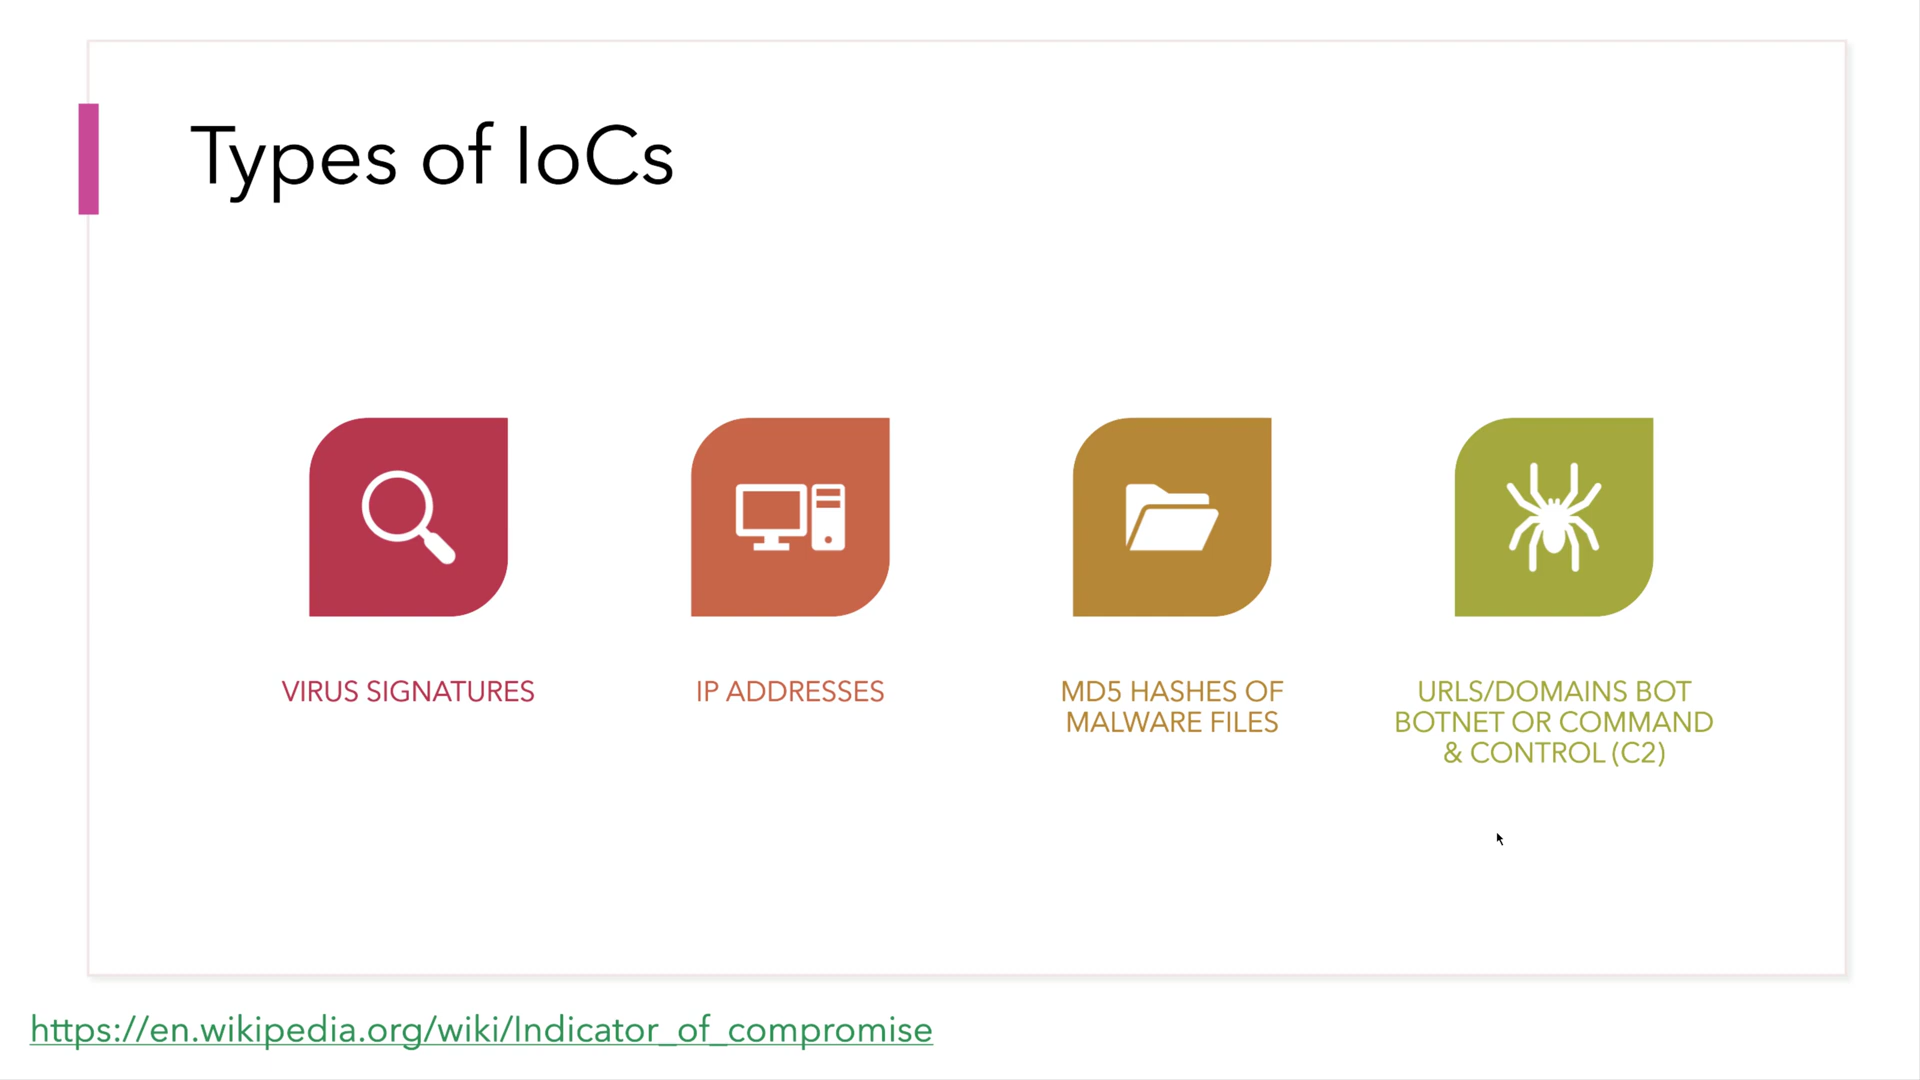 Types of IoCs
VIRUS SIGNATURES
IP ADDRESSES
MD5 HASHES OF
MALWARE FILES
URLS/DOMAINS BOT
BOTNET OR COMMAND
& CONTROL (C2)
https://en.wikipedia.org/wiki/Indicator_of_compromise